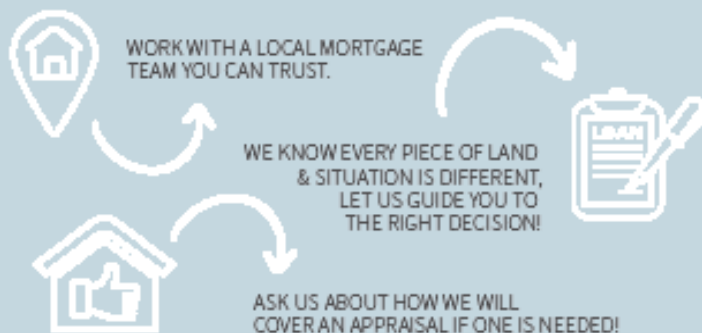 WORK WITH A LOCAL MORTGAGE
TEAM YOU CAN TRUST.
LOAN
WE KNOW EVERY PIECE OF LAND
& SITUATION IS DIFFERENT,
LET US GUIDE YOU TO
THE RIGHT DECISION!
ASK US ABOUT HOW WE WILL
COVER AN APPRAISAL IF ONE IS NEEDED!